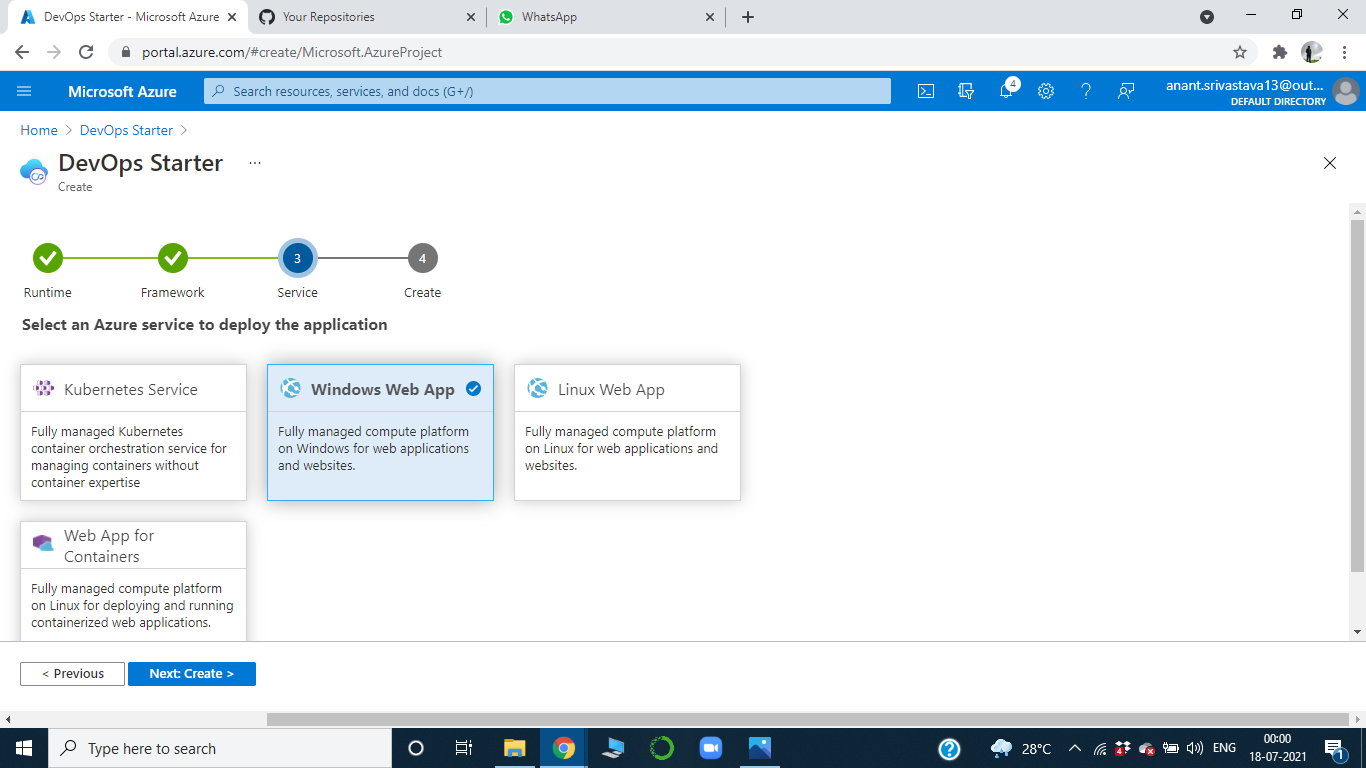 DevOps Starter - Microsoft Azure
Your Repositories
WhatsApp
portal.azure.com/#create/Microsoft.AzureProject
Microsoft Azure
Search resources, services, and docs (G+/)
4
anant.srivastava13@out...
DEFAULT DIRECTORY
Home > DevOps Starter >
DevOps Starter ...
Create
3
4
Runtime
Framework
Service
Create
Select an Azure service to deploy the application
Kubernetes Service
Fully managed Kubernetes
container orchestration service for
managing containers without
container expertise
Windows Web App
Fully managed compute platform
on Windows for web applications
and websites.
Linux Web App
Fully managed compute platform
on Linux for web applications and
websites.
Web App for
Containers
Fully managed compute platform
on Linux for deploying and running
containerized web applications.
< Previous
Next: Create >
Type here to search
28°C
4
ENG
00:00
18-07-2021
1